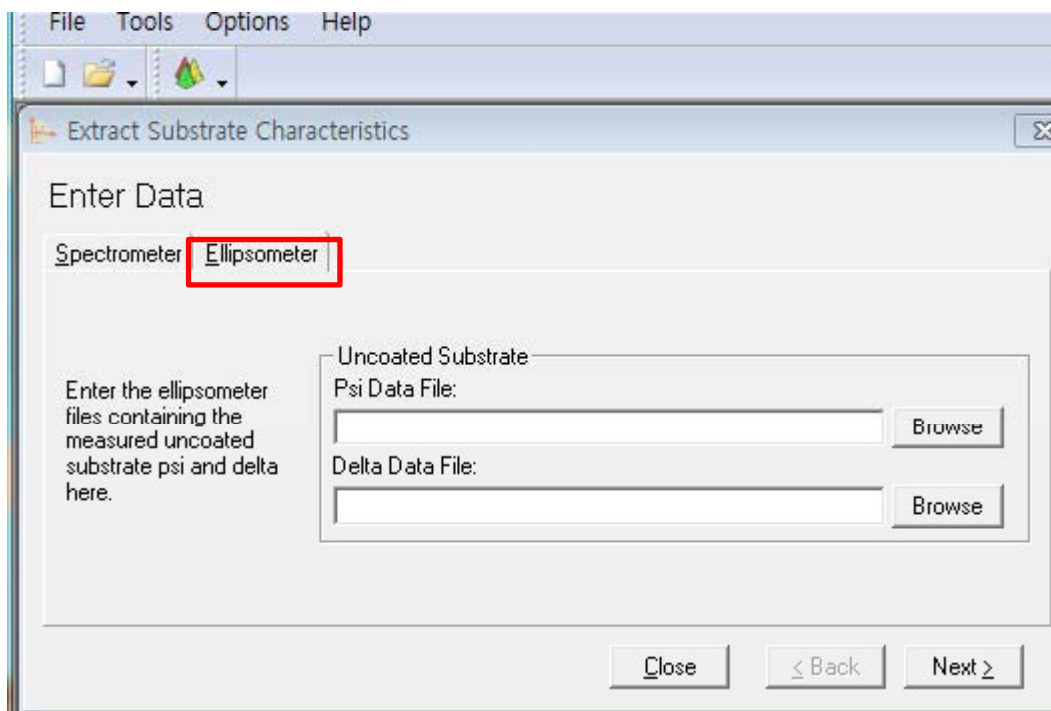 File Tools Options Help
Extract Substrate Characteristics
Enter Data
Spectrometer Ellipsometer
Uncoated Substrate
Enter the ellipsometer
files containing the
measured uncoated
substrate psi and delta
here.
Psi Data File:
Browse
Delta Data File:
Browse
Close < Back Next >